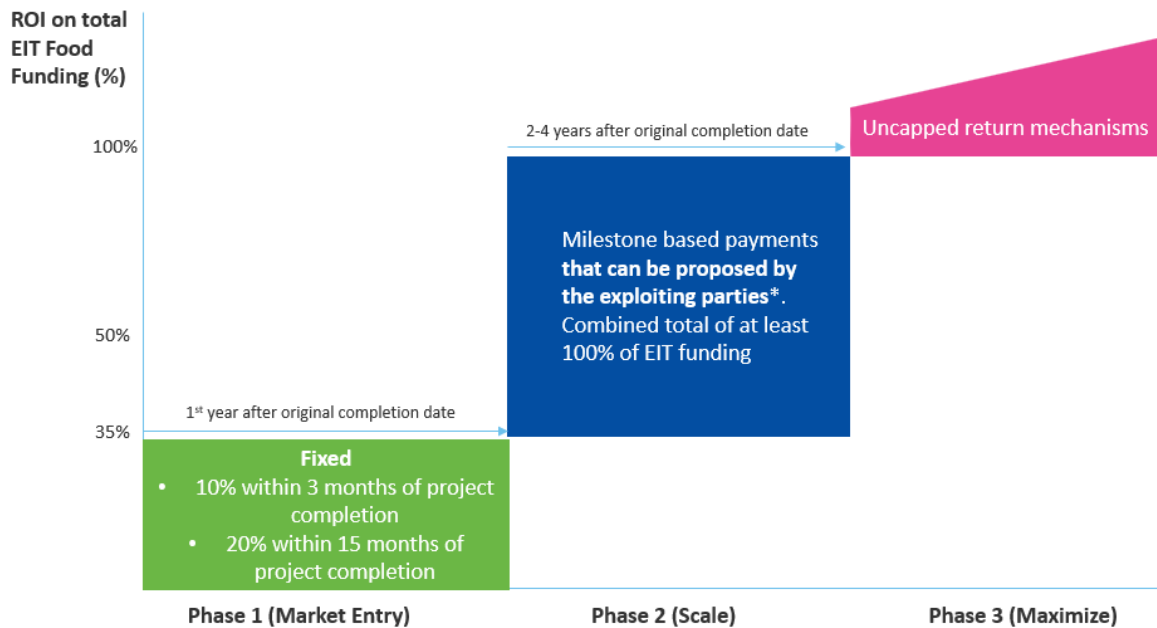 ROI on total
EIT Food
Funding (%)
100%
50%
35%
2-4 years after original completion date
Uncapped return mechanisms
Milestone based payments
that can be proposed by
the exploiting parties*.
Combined total of at least
100% of EIT funding
1st year after original completion date
Fixed
• 10% within 3 months of project
completion
• 20% within 15 months of
project completion
Phase 1 (Market Entry)
Phase 2 (Scale)
Phase 3 (Maximize)